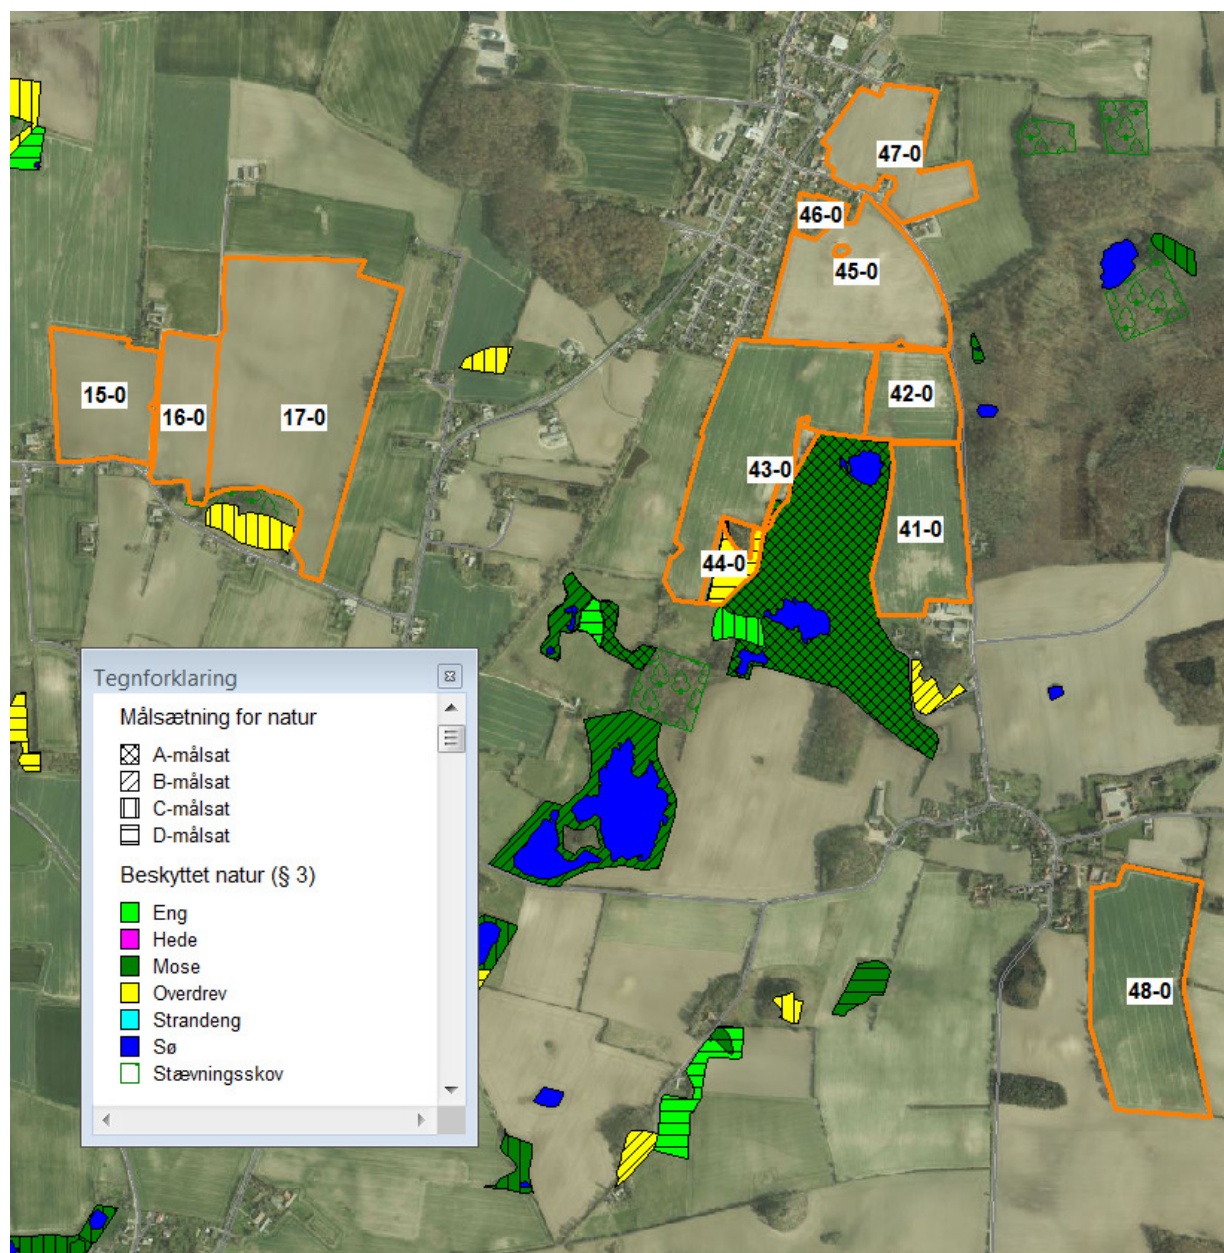 47-0
46-0
45-0
15-0
16-0
17-0
42-0
43-0
41-0
44-0
48-0
Tegnforklaring
Målsætning for natur
A-målsat
B-målsat
C-målsat
D-målsat
Beskyttet natur (§ 3)
Eng
Hede
Mose
Overdrev
Strandeng
Sø
Stævningsskov